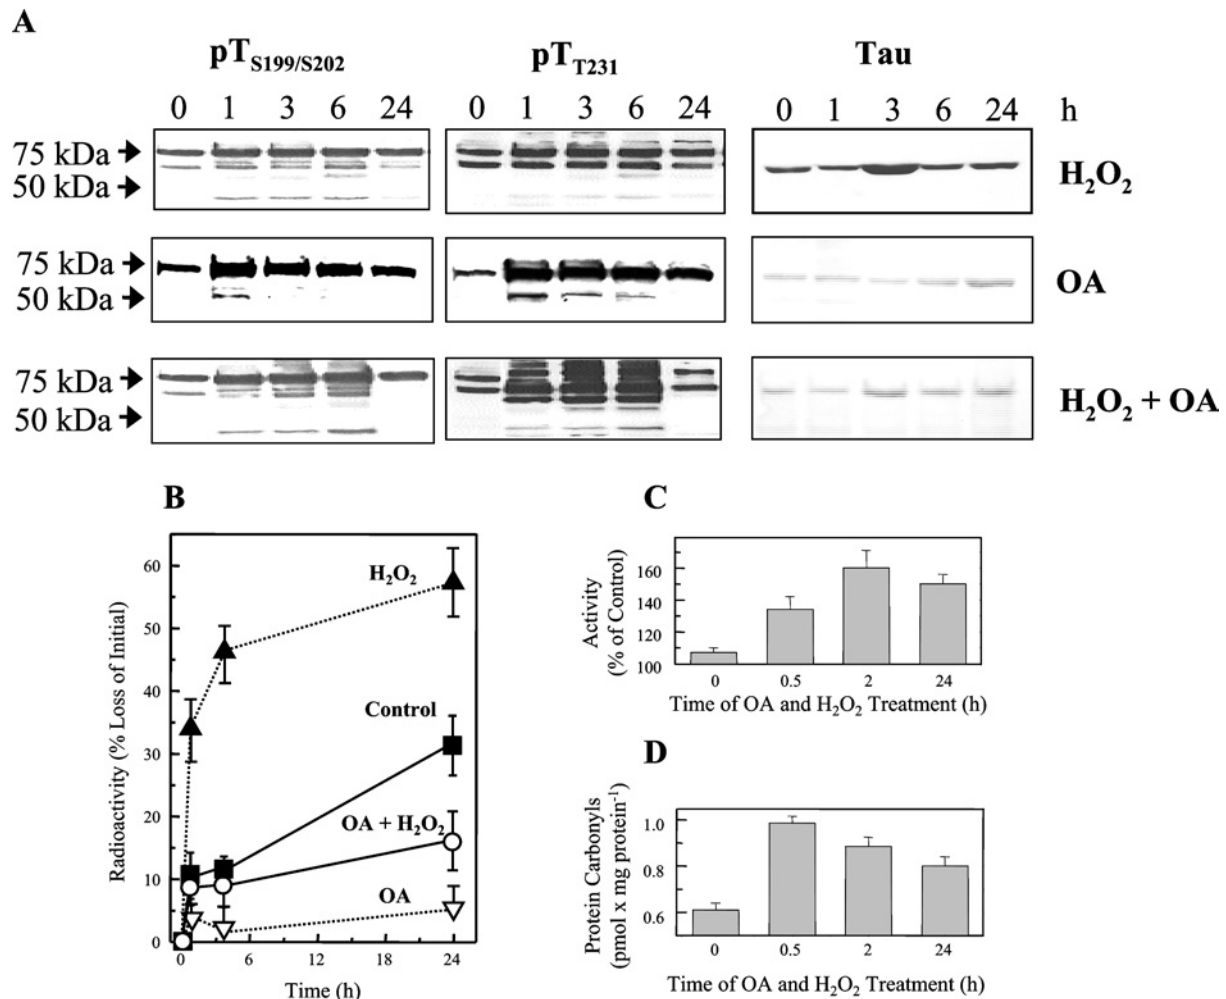 A
pT S199/S202 pT T231 Tau
0 1 3 6 24 0 1 3 6 24 0 1 3 6 24 h
75 kDa
50 kDa
H₂O₂
75 kDa
50 kDa
OA
75 kDa
50 kDa
H₂O₂ + OA
B
Radioactivity (% Loss of Initial)
60
50
40
30
20
10
0
H₂O₂
Control
OA + H₂O₂
OA
0 6 12 18 24
Time (h)
C
Activity
(% of Control)
160
140
120
100
0 0.5 2 24
Time of OA and H₂O₂ Treatment (h)
D
Protein Carbonyls
(pmol x mg protein⁻¹)
1.0
0.8
0.6
0 0.5 2 24
Time of OA and H₂O₂ Treatment (h)